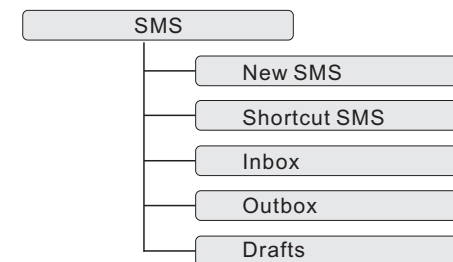 SMS
New SMS
Shortcut SMS
Inbox
Outbox
Drafts